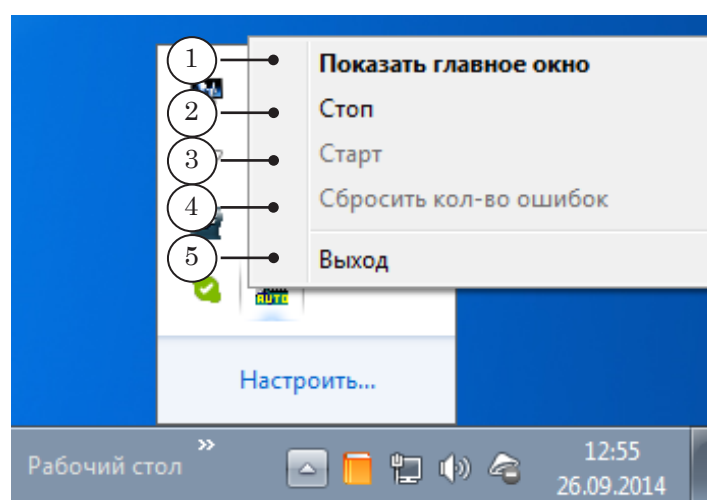 1 Показать главное окно
2 Стоп
3 Старт
4 Сбросить кол-во ошибок
5 Выход
AUTO
Настроить...
Рабочий стол » 12:55
26.09.2014